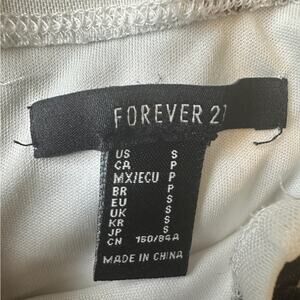 FOREVER 21
US S
CA P
MX/ECU P
BR P
EU S
UK S
KR S
JP S
CN 160/84A
MADE IN CHINA